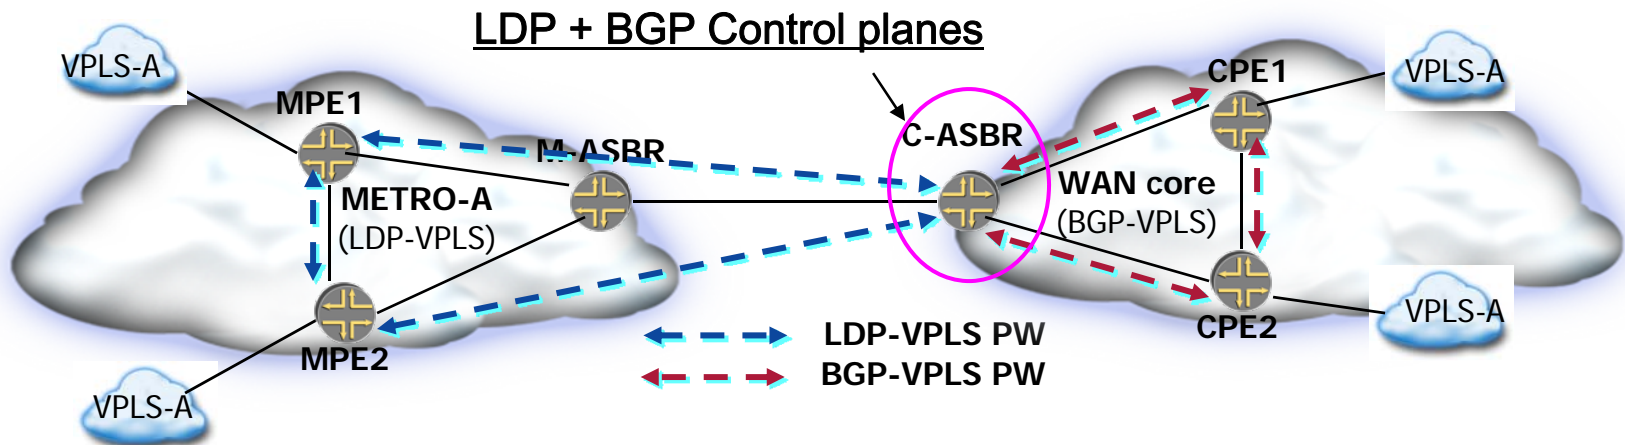 LDP + BGP Control planes
VPLS-A
MPE1
M-ASBR
METRO-A
(LDP-VPLS)
MPE2
VPLS-A
C-ASBR
CPE1
VPLS-A
WAN core
(BGP-VPLS)
CPE2
VPLS-A
LDP-VPLS PW
BGP-VPLS PW